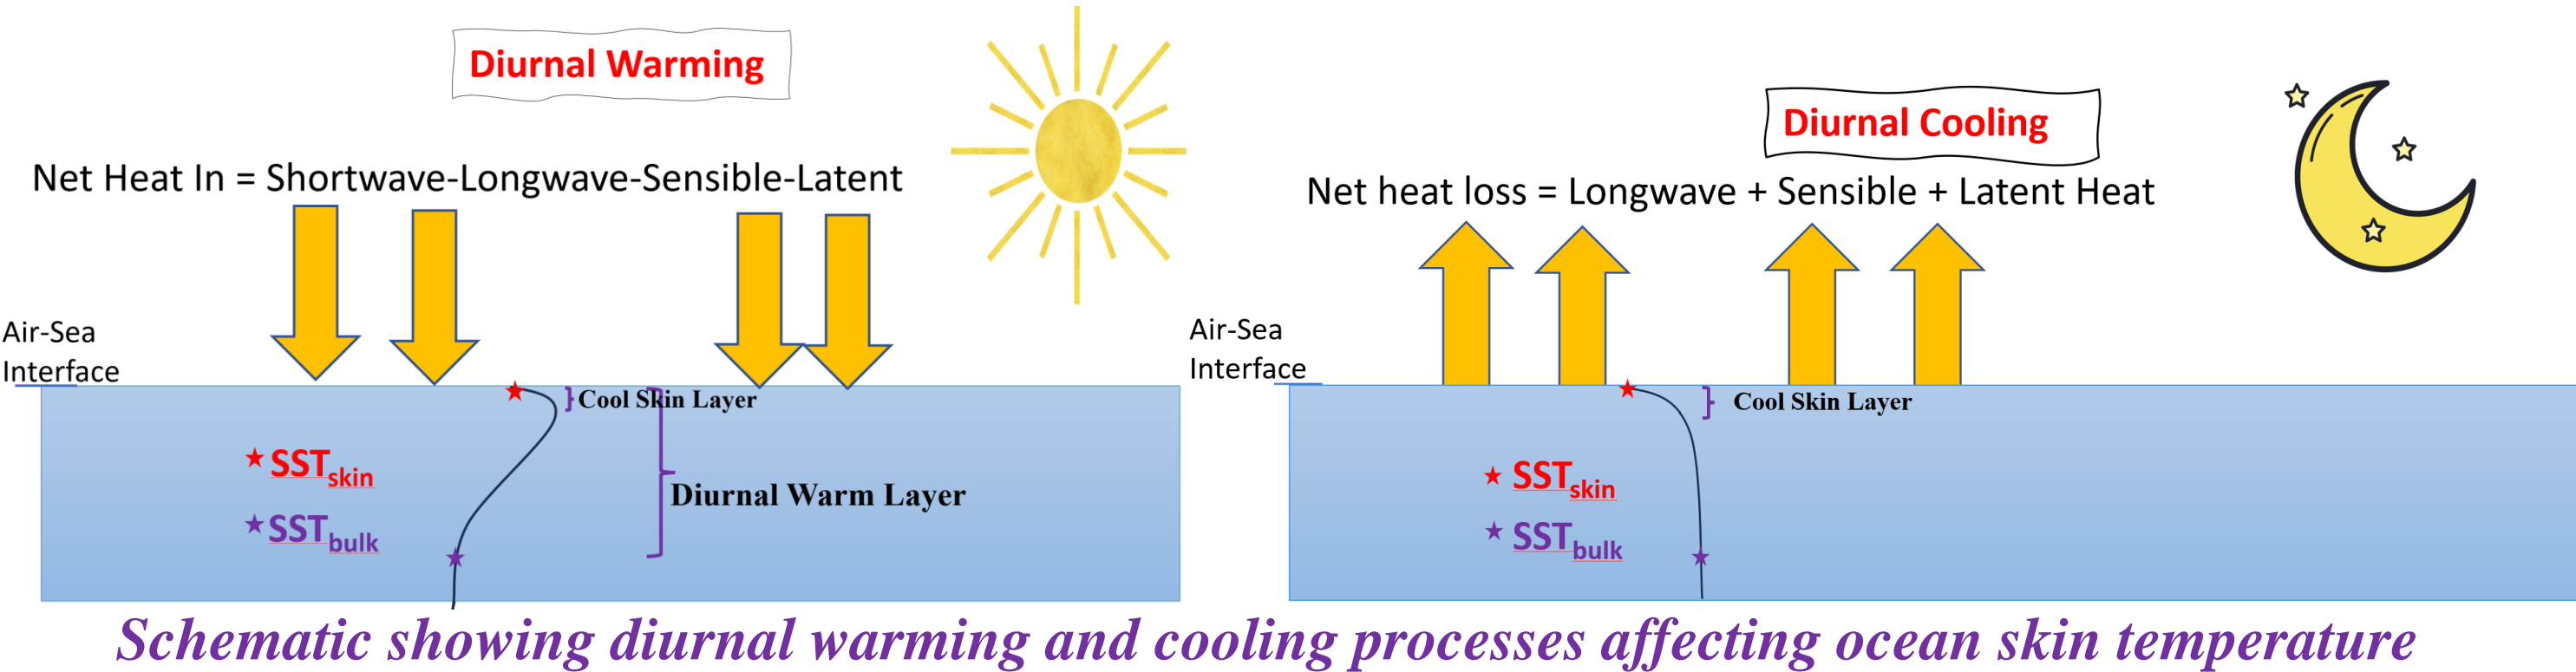 Diurnal Warming
Net Heat In = Shortwave-Longwave-Sensible-Latent
Air-Sea
Interface
Cool Skin Layer
SSTskin
SSTbulk
Diurnal Warm Layer
Diurnal Cooling
Net heat loss = Longwave + Sensible + Latent Heat
Air-Sea
Interface
Cool Skin Layer
SSTskin
SSTbulk
Schematic showing diurnal warming and cooling processes affecting ocean skin temperature